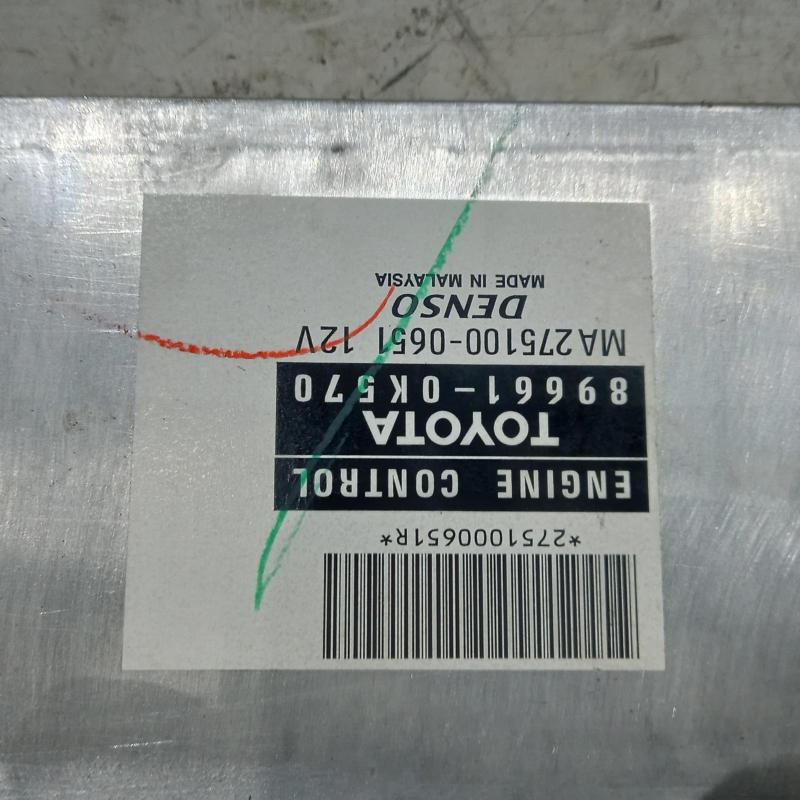 *2751000651R*
ENGINE CONTROL
TOYOTA
89661-0K570
MA275100-0651 12V
DENSO
MADE IN MALAYSIA